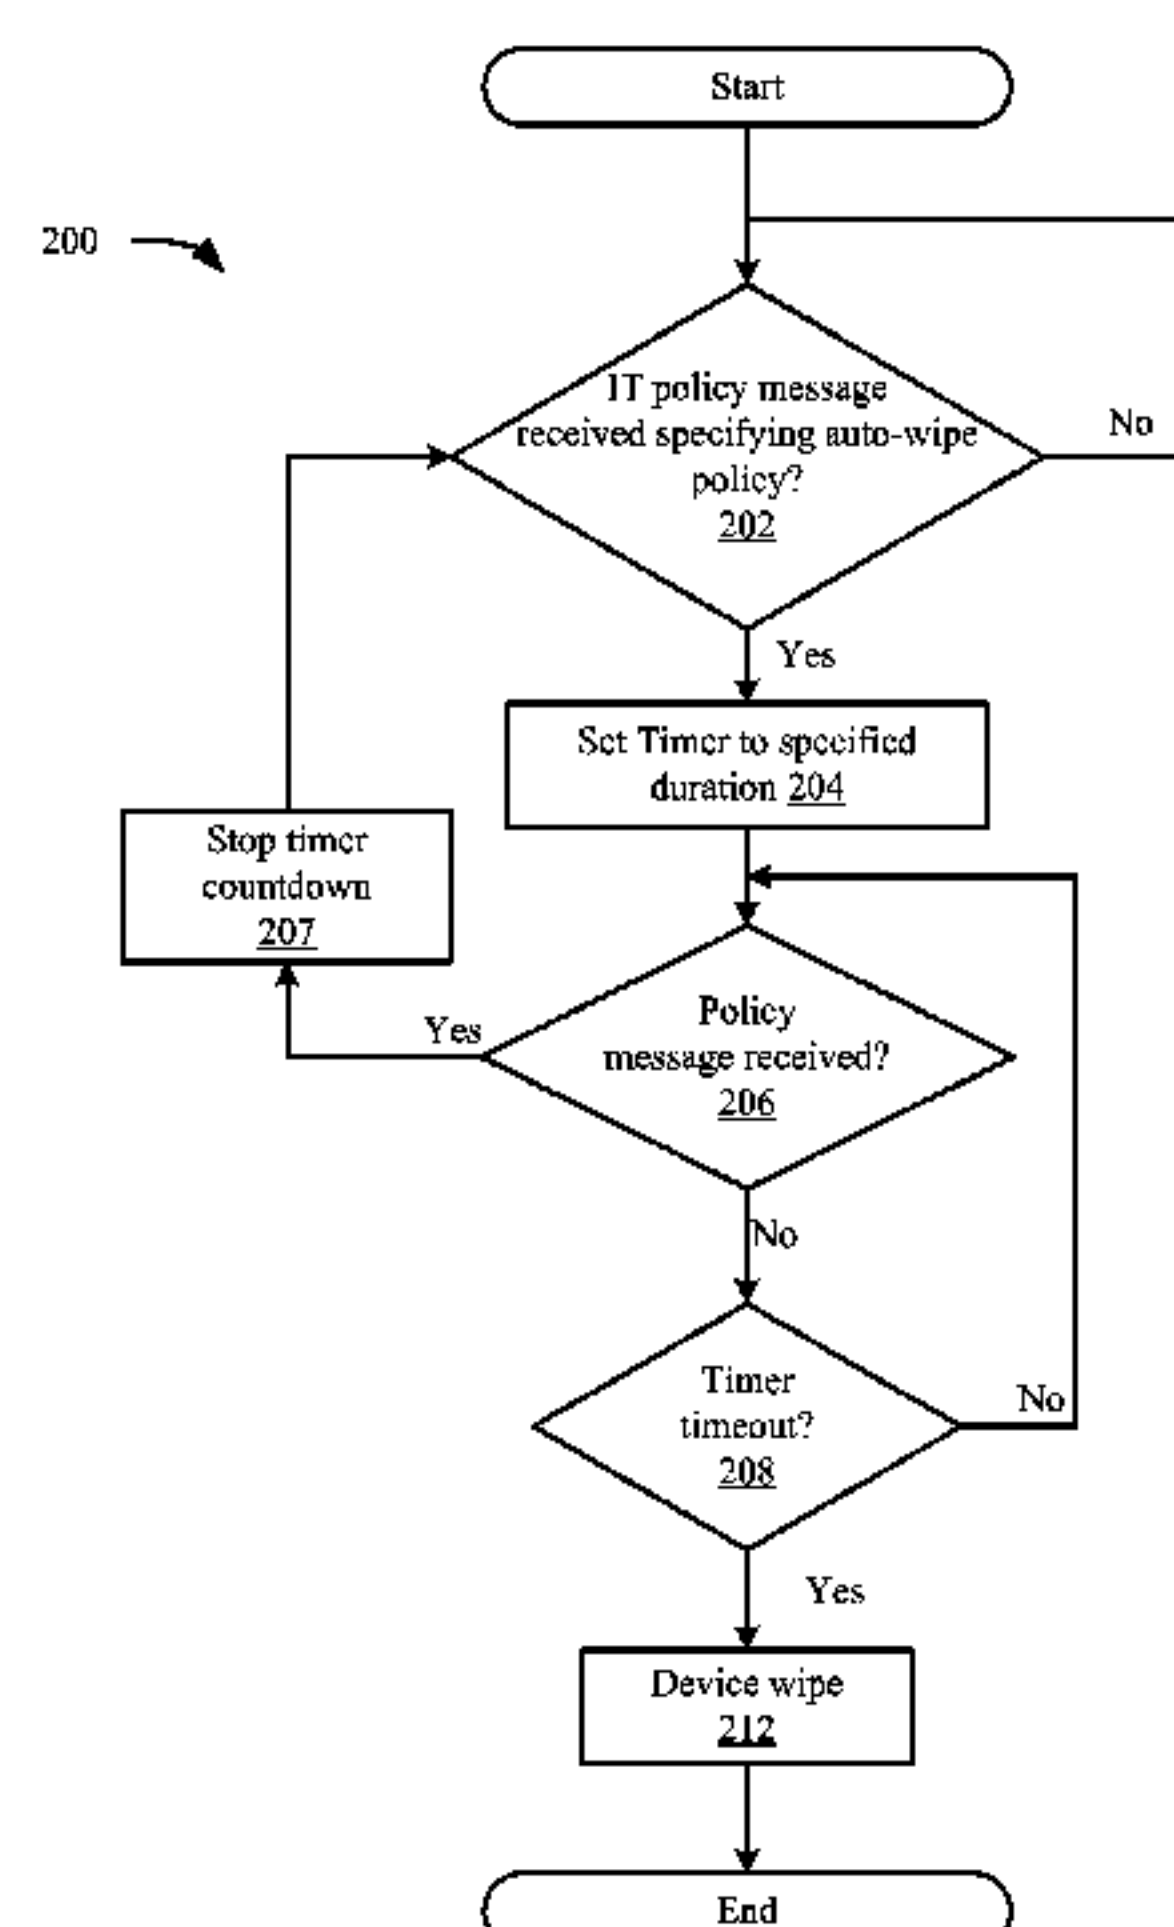 Start
200
IT policy message
received specifying auto-wipe
policy?
202
No
Yes
Set Timer to specified
duration 204
Stop timer
countdown
207
Policy
message received?
206
Yes
No
Timer
timeout?
208
No
Yes
Device wipe
212
End